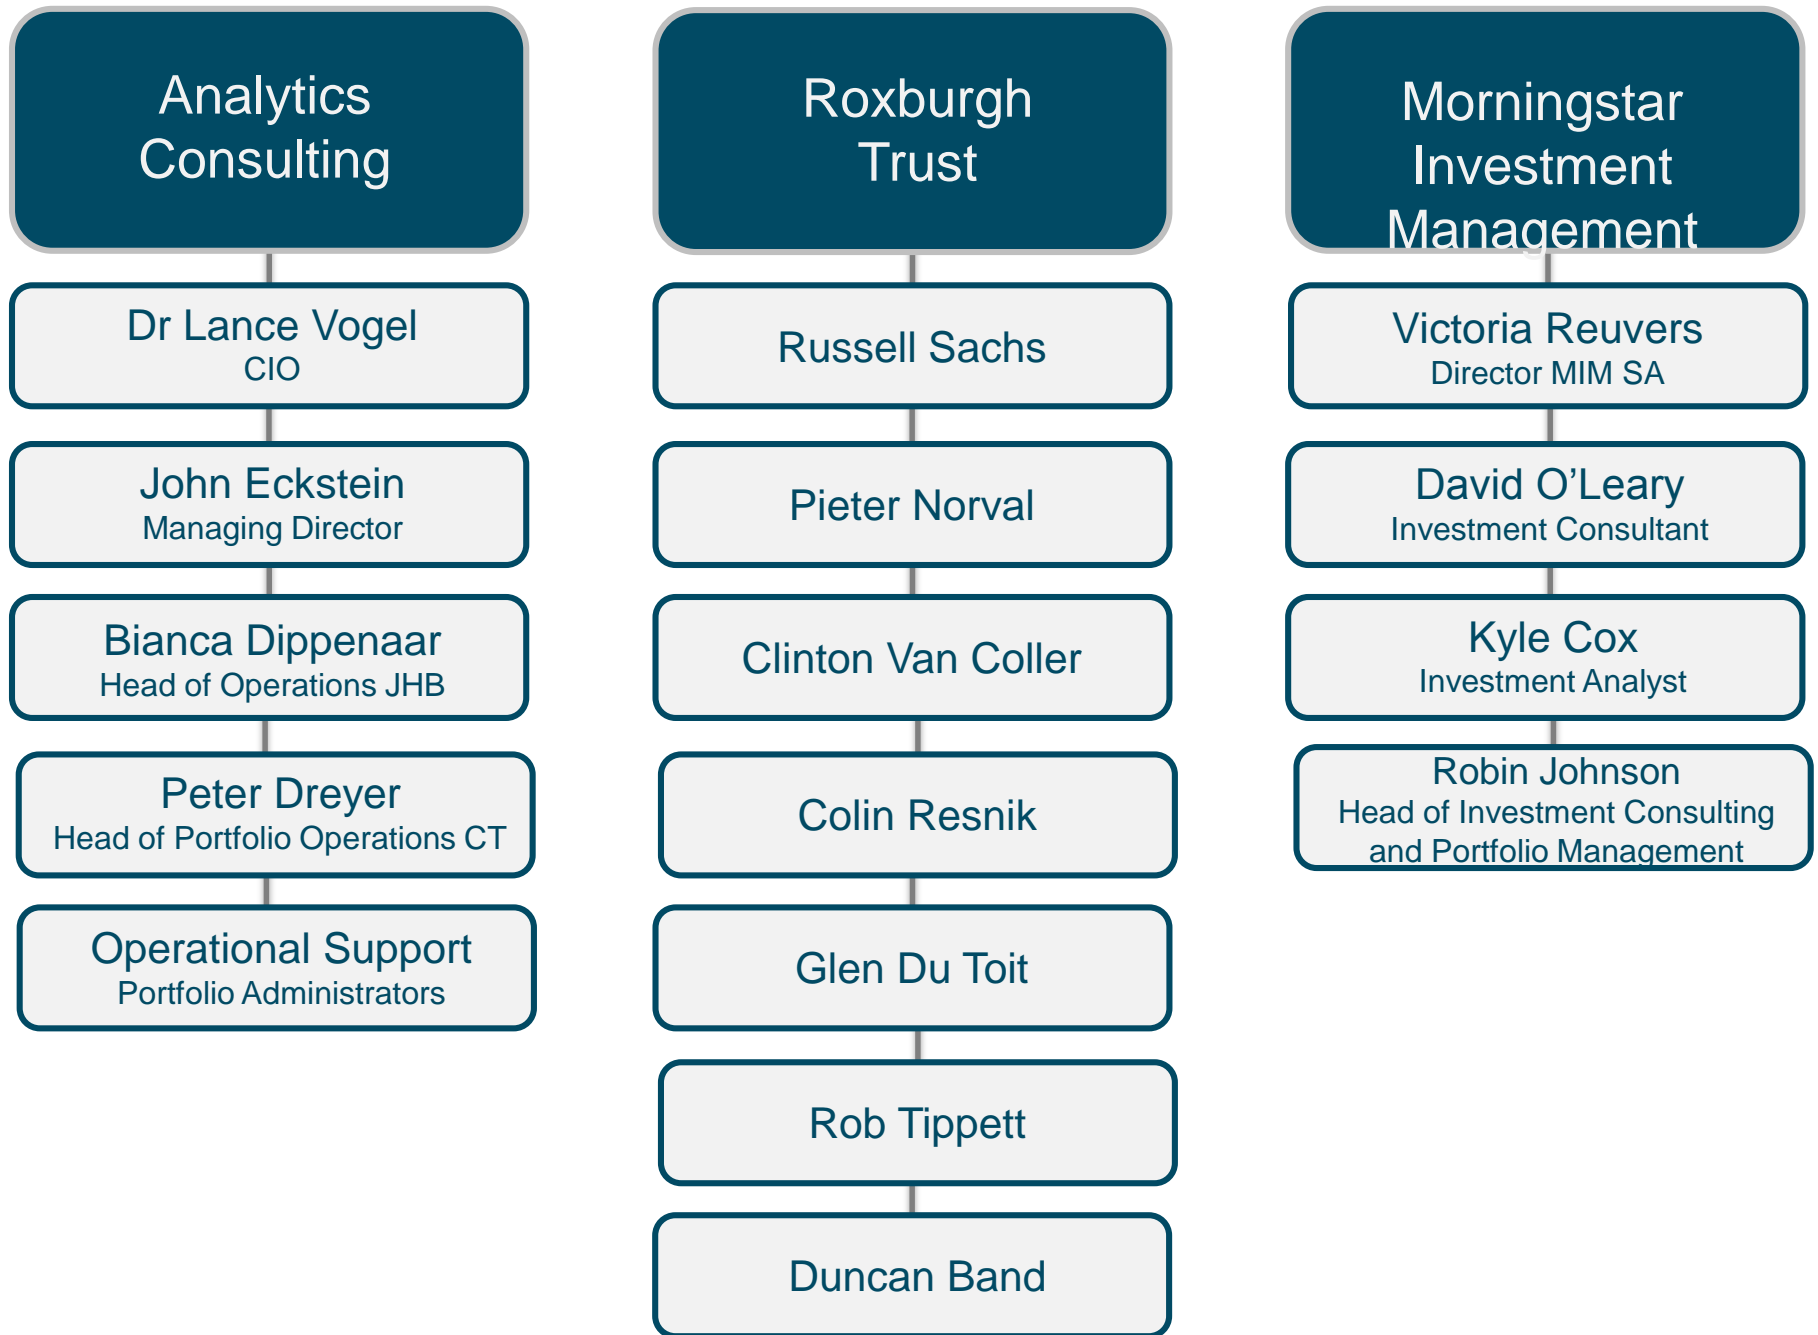 Analytics
Consulting
Dr Lance Vogel
CIO
John Eckstein
Managing Director
Bianca Dippenaar
Head of Operations JHB
Peter Dreyer
Head of Portfolio Operations CT
Operational Support
Portfolio Administrators
Roxburgh
Trust
Russell Sachs
Pieter Norval
Clinton Van Coller
Colin Resnik
Glen Du Toit
Rob Tippett
Duncan Band
Morningstar
Investment
Management
Victoria Reuvers
Director MIM SA
David O’Leary
Investment Consultant
Kyle Cox
Investment Analyst
Robin Johnson
Head of Investment Consulting
and Portfolio Management